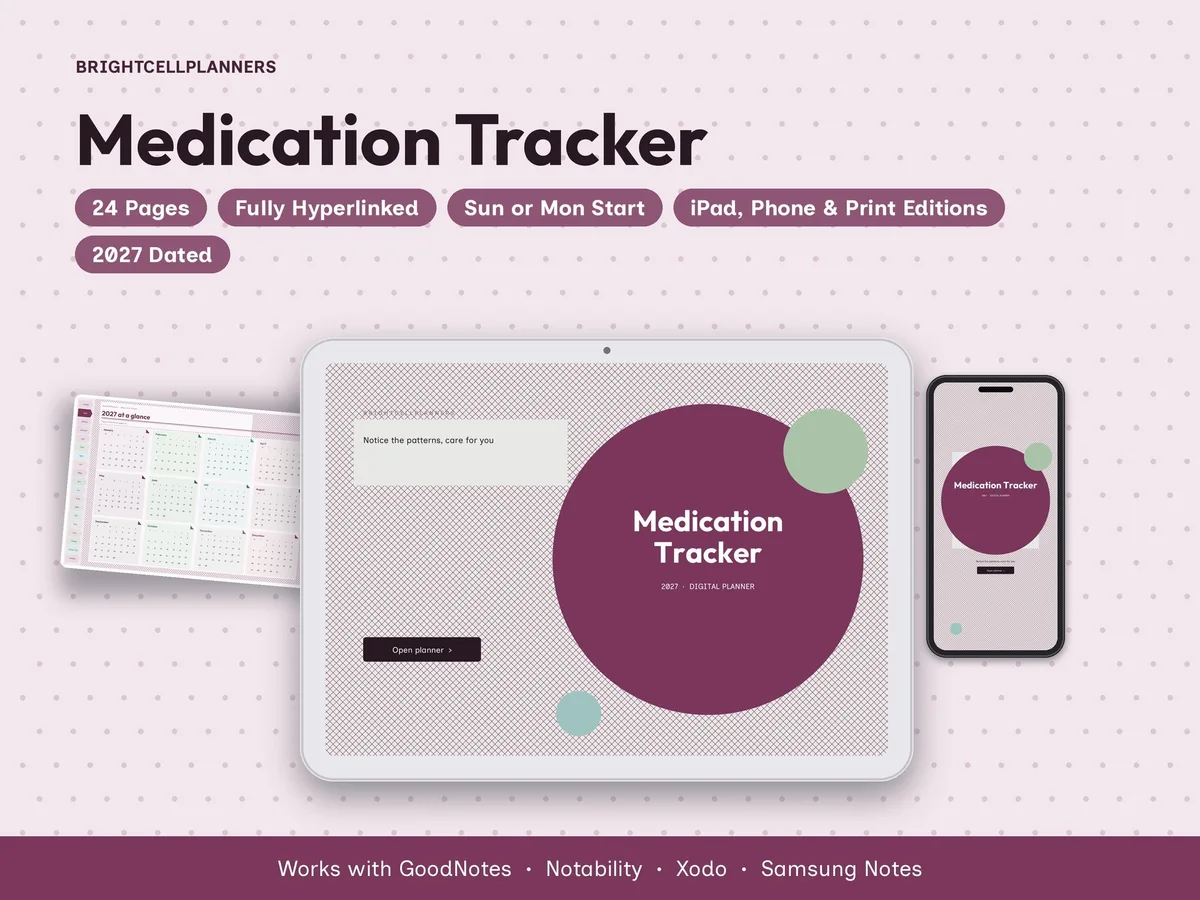 BRIGHTCELLPLANNERS
Medication Tracker
24 Pages
Fully Hyperlinked
Sun or Mon Start
iPad, Phone & Print Editions
2027 Dated
2027 at a glance
BRIGHTCELLPLANNERS
Notice the patterns, care for you
Medication
Tracker
2027 · DIGITAL PLANNER
Open planner ›
Medication Tracker
Works with GoodNotes · Notability · Xodo · Samsung Notes